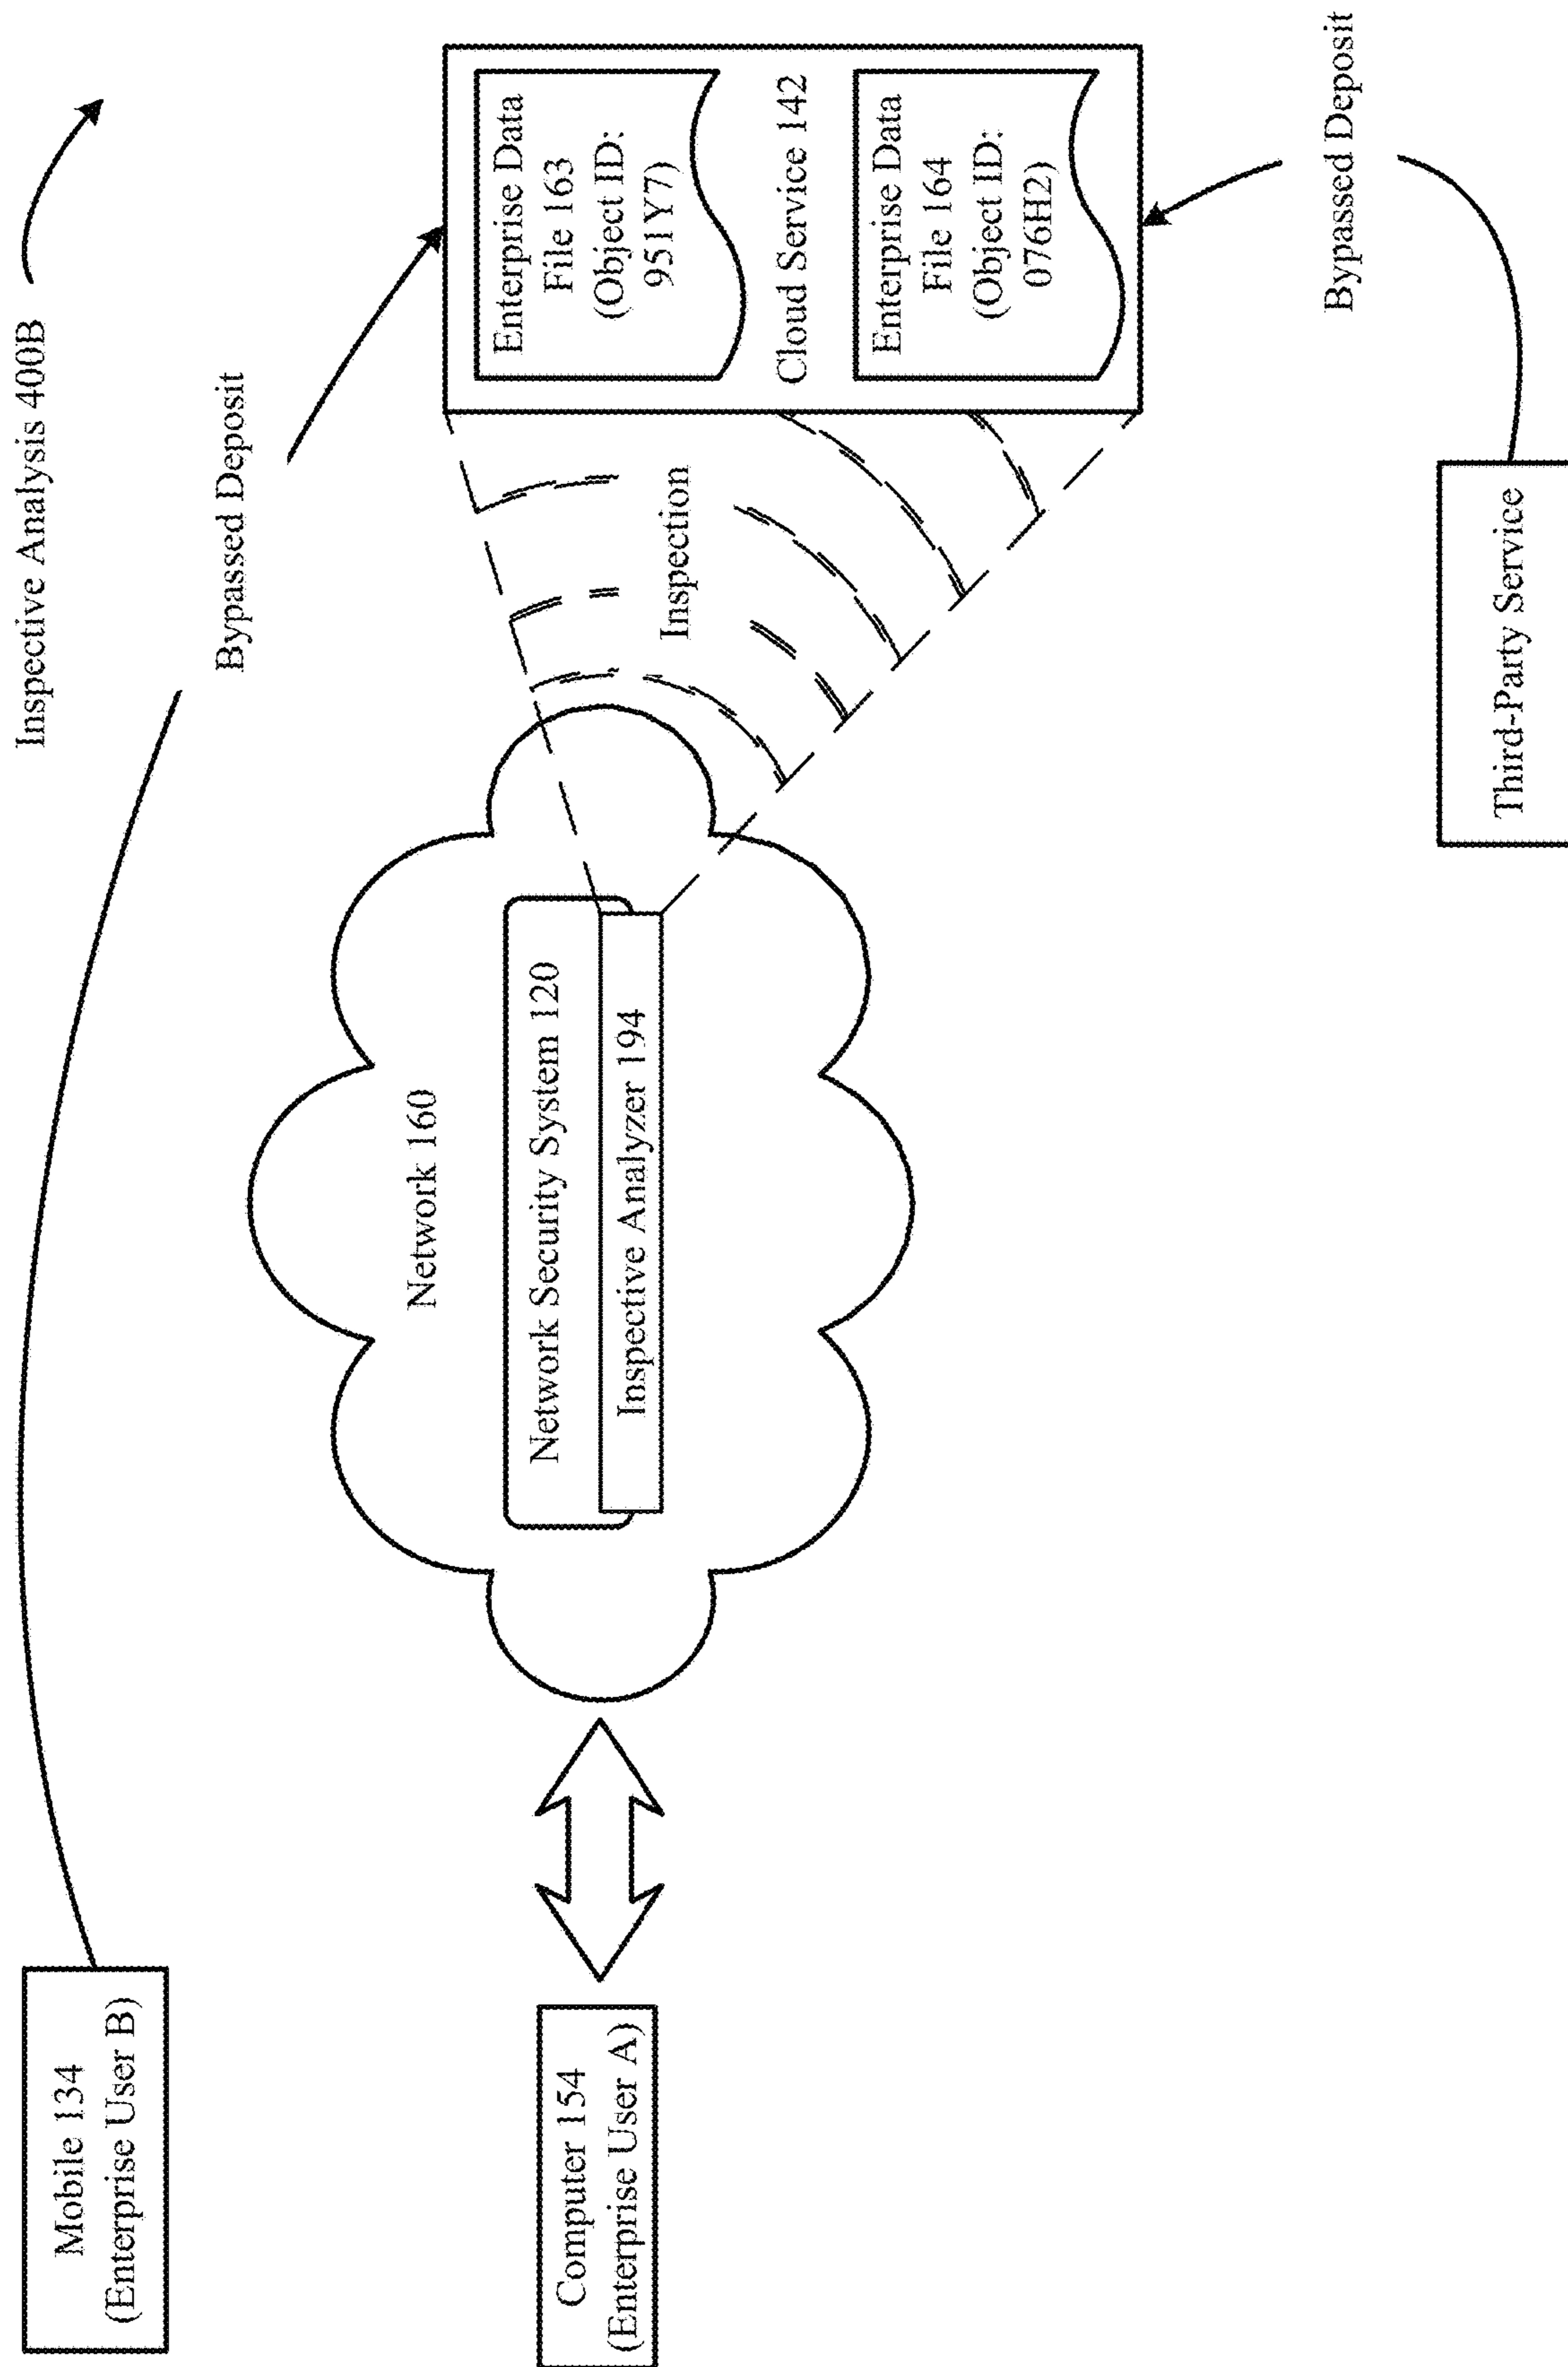 Inspective Analysis 400B
Mobile 134
(Enterprise User B)
Bypassed Deposit
Computer 154
(Enterprise User A)
Network 160
Network Security System 120
Inspective Analyzer 194
Inspection
Enterprise Data
File 163
(Object ID:
951Y7)
Cloud Service 142
Enterprise Data
File 164
(Object ID:
076H2)
Bypassed Deposit
Third-Party Service